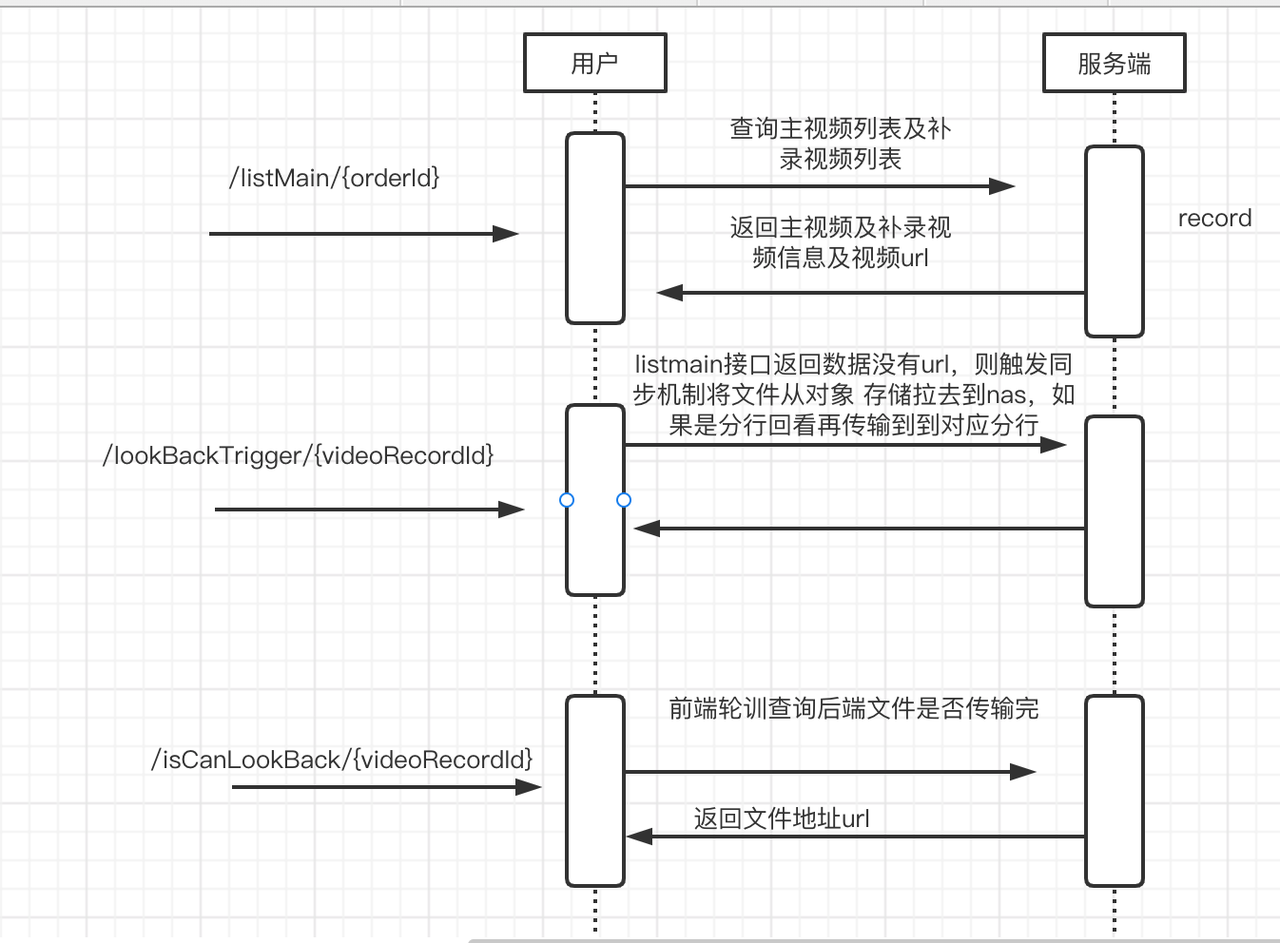 用户
服务端
查询主视频列表及补
录视频列表
/listMain/{orderId}
record
返回主视频及补录视
频信息及视频url
listmain接口返回数据没有url，则触发同
步机制将文件从对象 存储拉去到nas，如
果是分行回看再传输到到对应分行
/lookBackTrigger/{videoRecordId}
前端轮训查询后端文件是否传输完
/isCanLookBack/{videoRecordId}
返回文件地址url